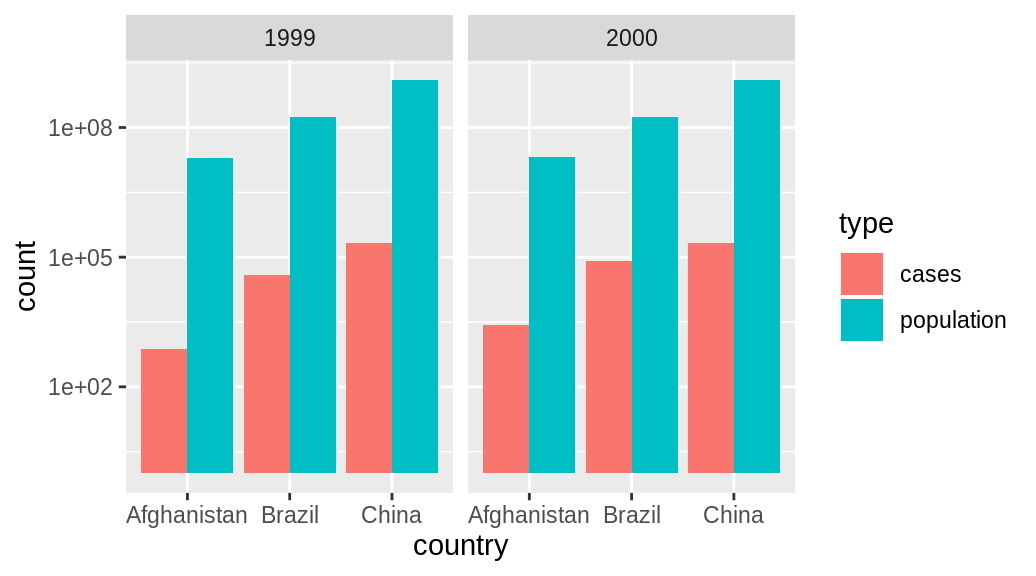 1999 2000
1e+08
1e+05
1e+02
count
Afghanistan Brazil China Afghanistan Brazil China
country
type
cases
population